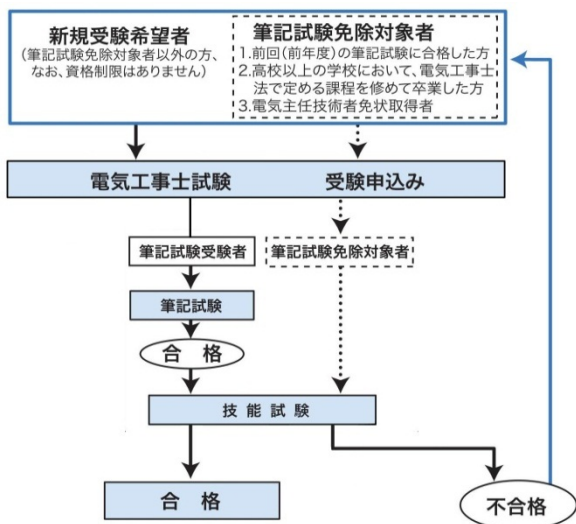 新規受験希望者
(筆記試験免除対象者以外の方、
なお、資格制限はありません)
筆記試験免除対象者
1.前回(前年度)の筆記試験に合格した方
2.高校以上の学校において、電気工事士
法で定める課程を修めて卒業した方
3.電気主任技術者免状取得者
電気工事士試験 受験申込み
筆記試験受験者
筆記試験免除対象者
筆記試験
合 格
技 能 試 験
合 格
不合格